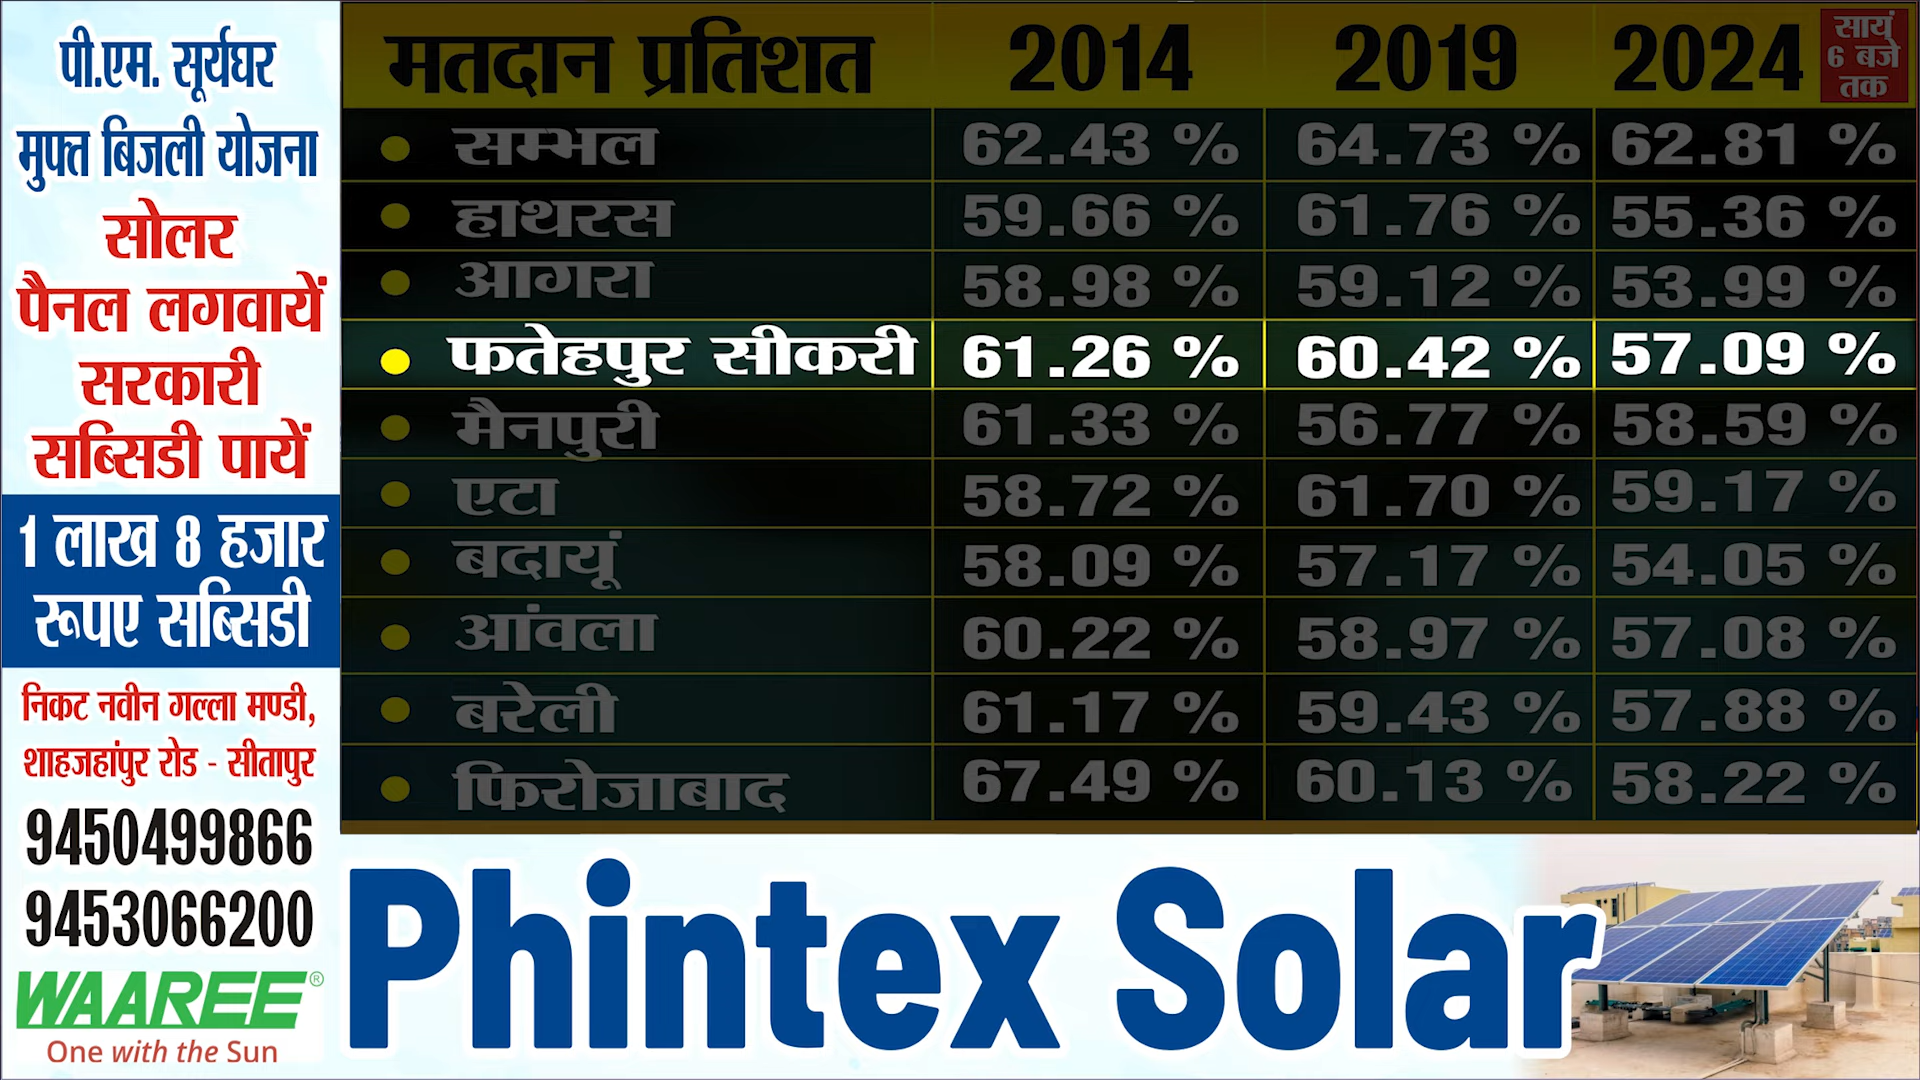 पी.एम. सूर्यघर
मुफ्त बिजली योजना
सोलर
पैनल लगवायें
सरकारी
सब्सिडी पायें
1 लाख 8 हजार
रूपए सब्सिडी
निकट नवीन गल्ला मण्डी,
शाहजहांपुर रोड - सीतापुर
9450499866
9453066200
WAAREE®
One with the Sun
मतदान प्रतिशत 2014 2019 2024 सायं 6 बजे तक
• सम्भल 62.43 % 64.73 % 62.81 %
• हाथरस 59.66 % 61.76 % 55.36 %
• आगरा 58.98 % 59.12 % 53.99 %
• फतेहपुर सीकरी 61.26 % 60.42 % 57.09 %
• मैनपुरी 61.33 % 56.77 % 58.59 %
• एटा 58.72 % 61.70 % 59.17 %
• बदायूं 58.09 % 57.17 % 54.05 %
• आंवला 60.22 % 58.97 % 57.08 %
• बरेली 61.17 % 59.43 % 57.88 %
• फिरोजाबाद 67.49 % 60.13 % 58.22 %
Phintex Solar